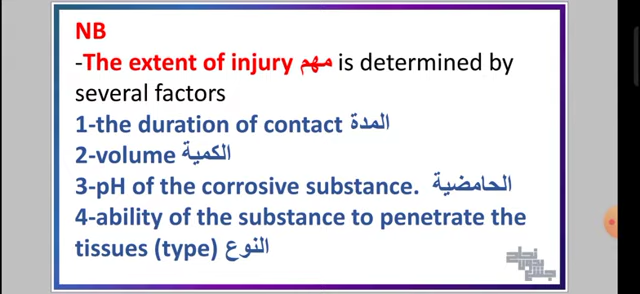 NB
-The extent of injury مهم is determined by
several factors
1-the duration of contact المدة
2-volume الكمية
3-pH of the corrosive substance. الحامضية
4-ability of the substance to penetrate the
tissues (type) النوع